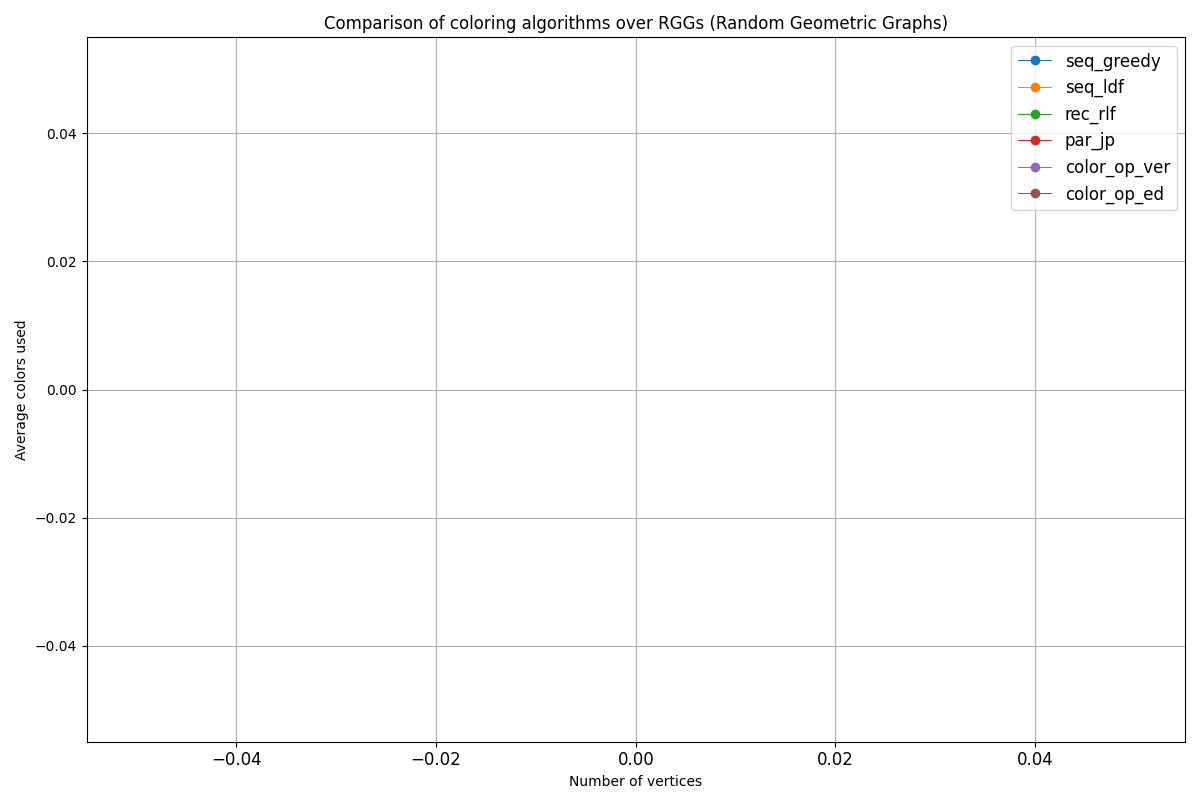 Comparison of coloring algorithms over RGGs (Random Geometric Graphs)
seq_greedy
seq_ldf
rec_rlf
par_jp
color_op_ver
color_op_ed
Average colors used
0.04
0.02
0.00
−0.02
−0.04
−0.04
−0.02
0.00
0.02
0.04
Number of vertices